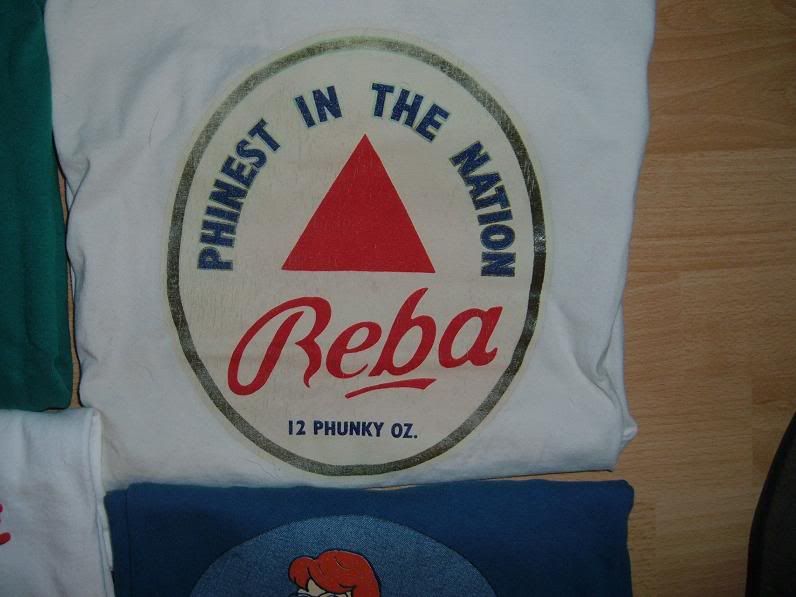 PHINEST IN THE NATION
Reba
12 PHUNKY OZ.